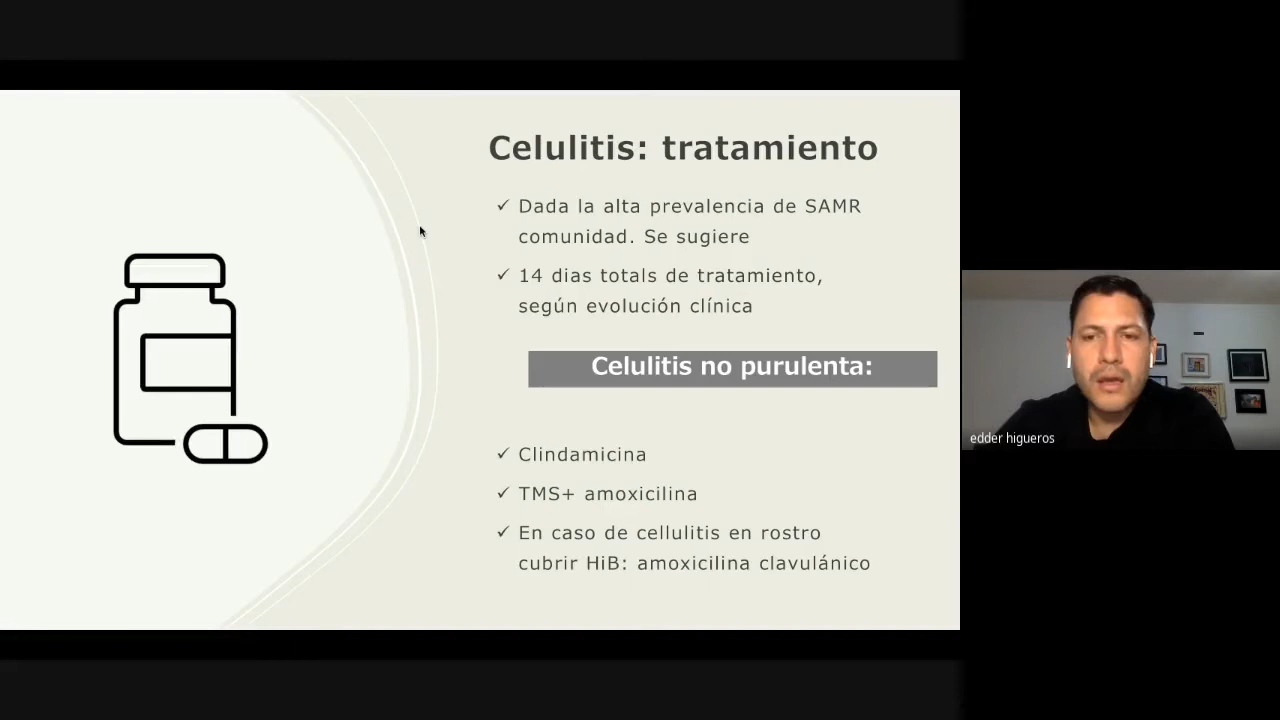 Celulitis: tratamiento
✓ Dada la alta prevalencia de SAMR
comunidad. Se sugiere
✓ 14 dias totals de tratamiento,
según evolución clínica
Celulitis no purulenta:
✓ Clindamicina
✓ TMS+ amoxicilina
✓ En caso de cellulitis en rostro
cubrir HiB: amoxicilina clavulánico
edder higueros